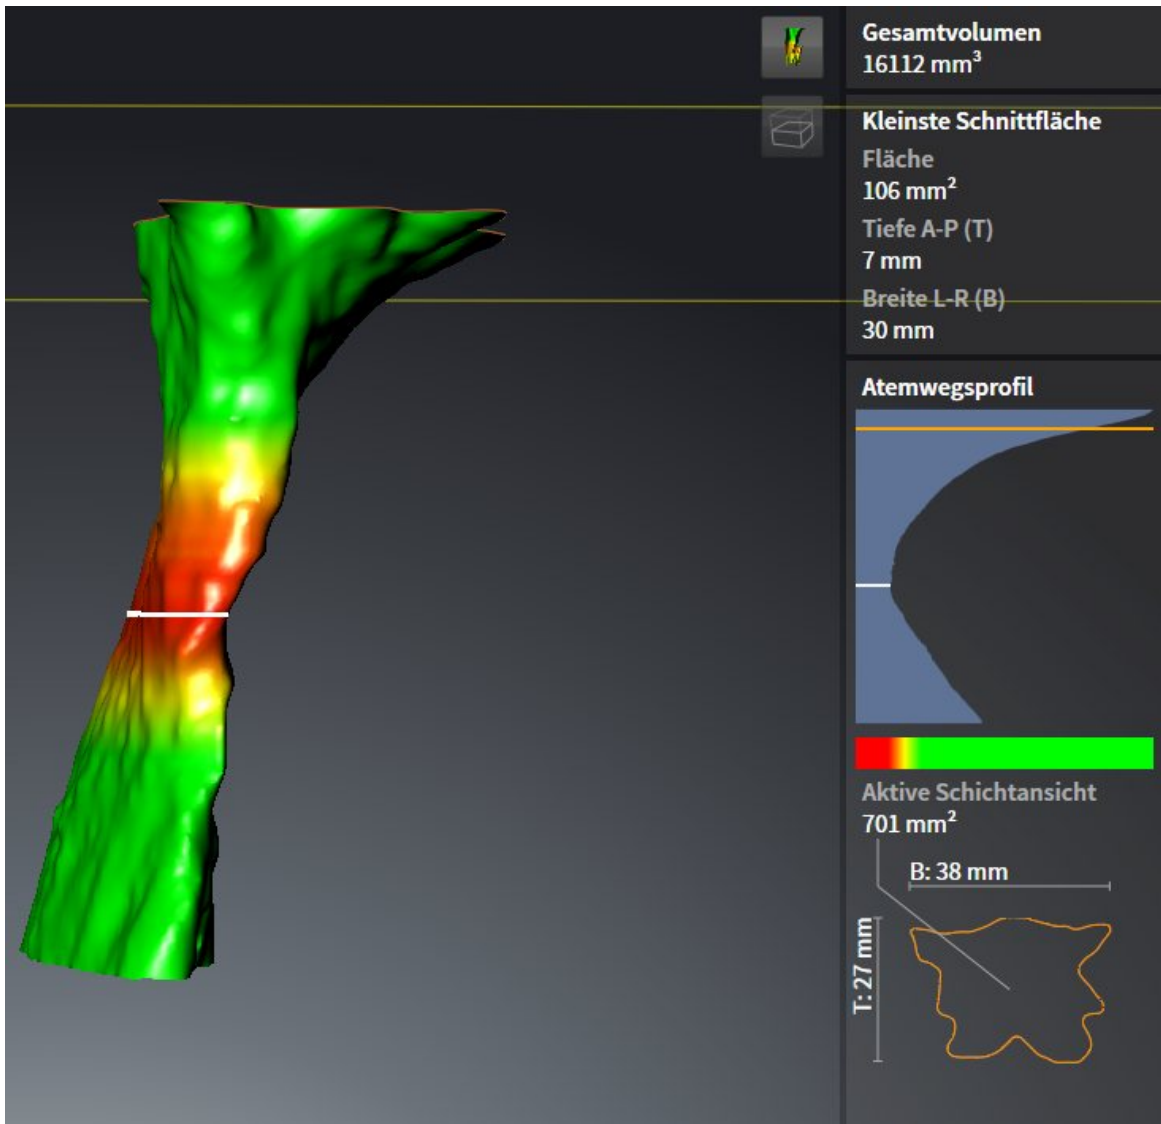 Gesamtvolumen
16112 mm³
Kleinste Schnittfläche
Fläche
106 mm²
Tiefe A-P (T)
7 mm
Breite L-R (B)
30 mm
Atemwegsprofil
Aktive Schichtansicht
701 mm²
B: 38 mm
T: 27 mm